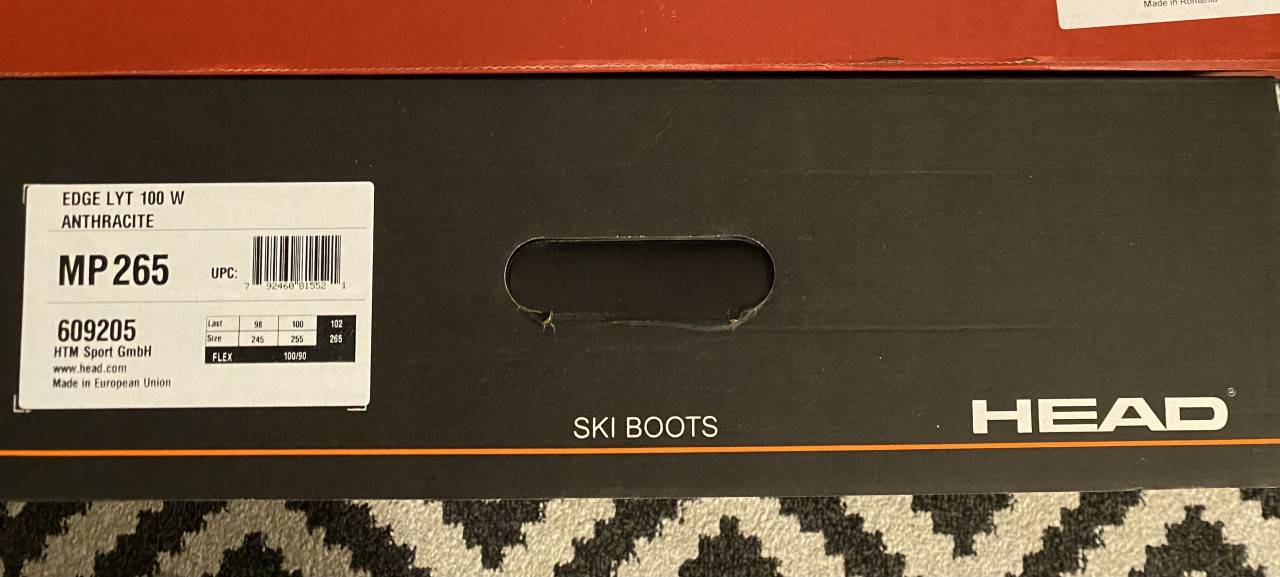 Made in Romania
EDGE LYT 100 W
ANTHRACITE
MP 265
UPC:
7 92460 81552 1
609205
HTM Sport GmbH
www.head.com
Made in European Union
Last 98 100 102
Size 245 255 265
FLEX 100/90
SKI BOOTS
HEAD®